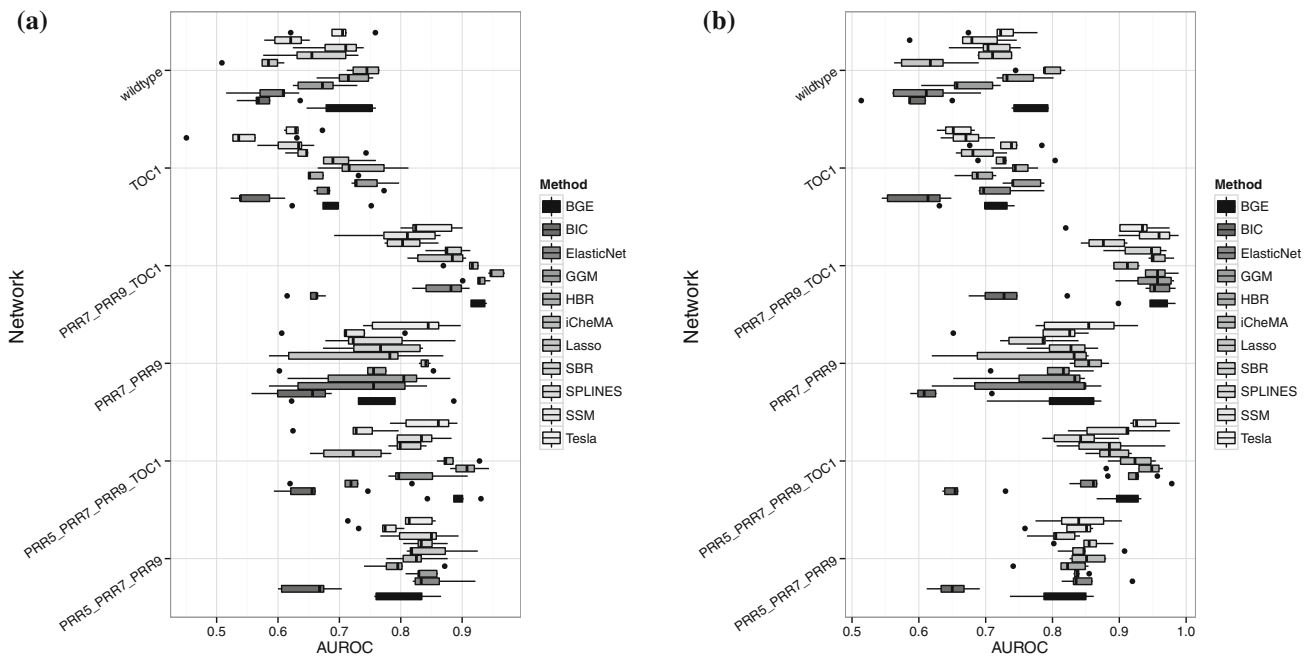 (a)
Network
wildtype
TOC1
PRR7_PRR9_TOC1
PRR7_PRR9
PRR5_PRR7_PRR9_TOC1
PRR5_PRR7_PRR9
0.5 0.6 0.7 0.8 0.9
AUROC
Method
BGE
BIC
ElasticNet
GGM
HBR
iCheMA
Lasso
SBR
SPLINES
SSM
Tesla
(b)
Network
wildtype
TOC1
PRR7_PRR9_TOC1
PRR7_PRR9
PRR5_PRR7_PRR9_TOC1
PRR5_PRR7_PRR9
0.5 0.6 0.7 0.8 0.9 1.0
AUROC
Method
BGE
BIC
ElasticNet
GGM
HBR
iCheMA
Lasso
SBR
SPLINES
SSM
Tesla